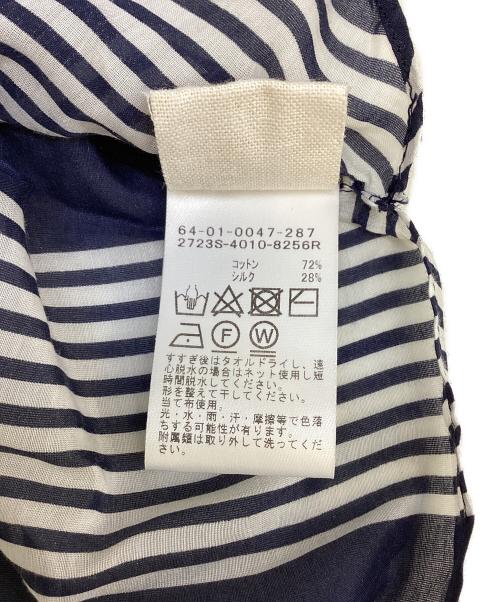 64-01-0047-287
2723S-4010-8256R
コットン 72%
シルク 28%
F W
すすぎ後はタオルドライし、遠
心脱水の場合はネット使用し短
時間脱水してください。
形を整えて干してください。
当て布使用。
光・水・雨・汗・摩擦等で色落
ちする可能性が有ります。
附属類は取り外して洗ってくだ
さい。